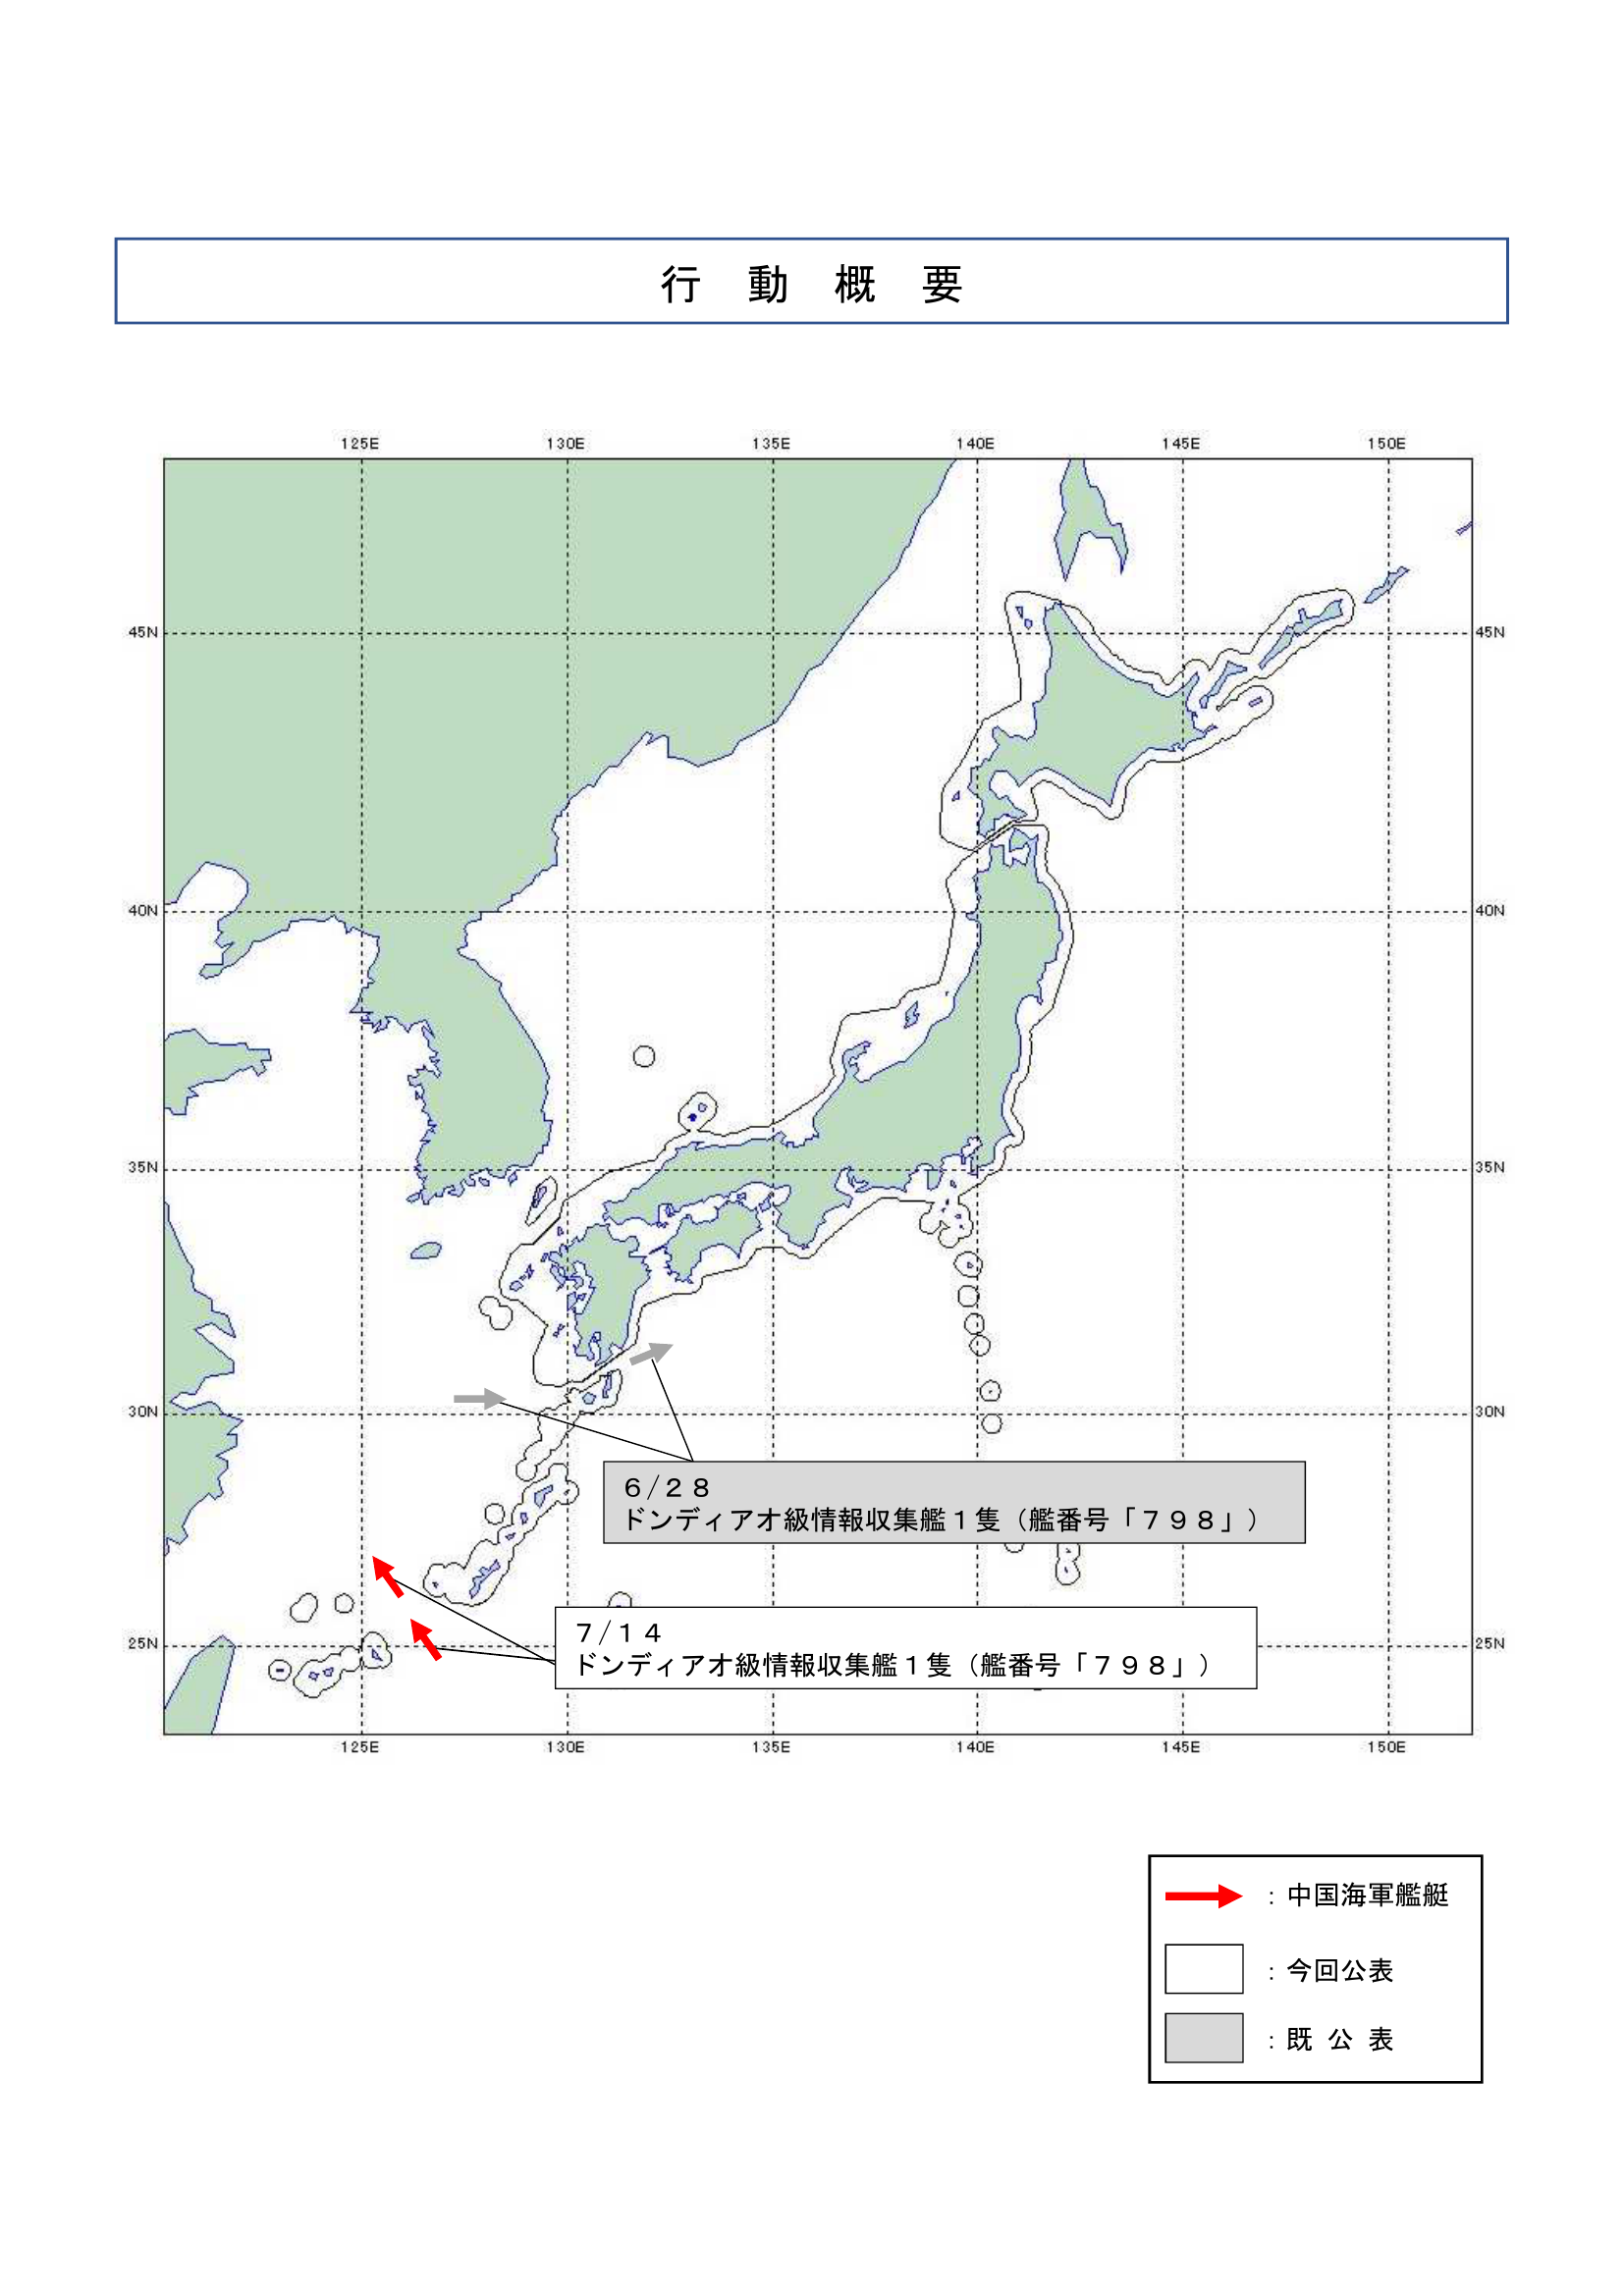 行　動　概　要
125E 130E 135E 140E 145E 150E
45N 45N
40N 40N
35N 35N
30N 30N
６/２８
ドンディアオ級情報収集艦１隻（艦番号「７９８」）
７/１４
25N 25N
ドンディアオ級情報収集艦１隻（艦番号「７９８」）
125E 130E 135E 140E 145E 150E
：中国海軍艦艇
：今回公表
：既 公 表